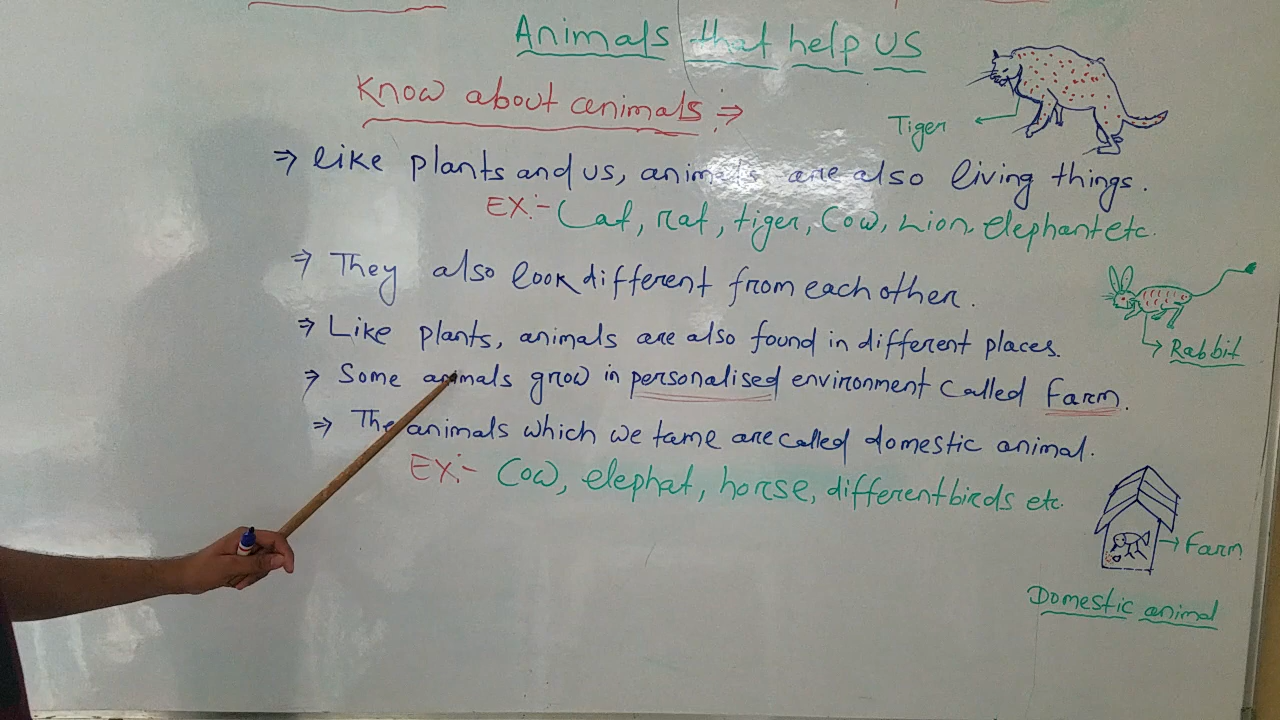 Animals that help us
Know about animals :⇒
Tiger
⇒ like plants and us, animals are also living things.
EX:- Cat, rat, tiger, Cow, Lion, elephant etc.
⇒ They also look different from each other.
⇒ Like plants, animals are also found in different places.
Rabbit
⇒ Some animals grow in personalised environment called farm.
⇒ The animals which we tame are called domestic animal.
EX:- Cow, elephat, horse, different birds etc.
Farm
Domestic animal